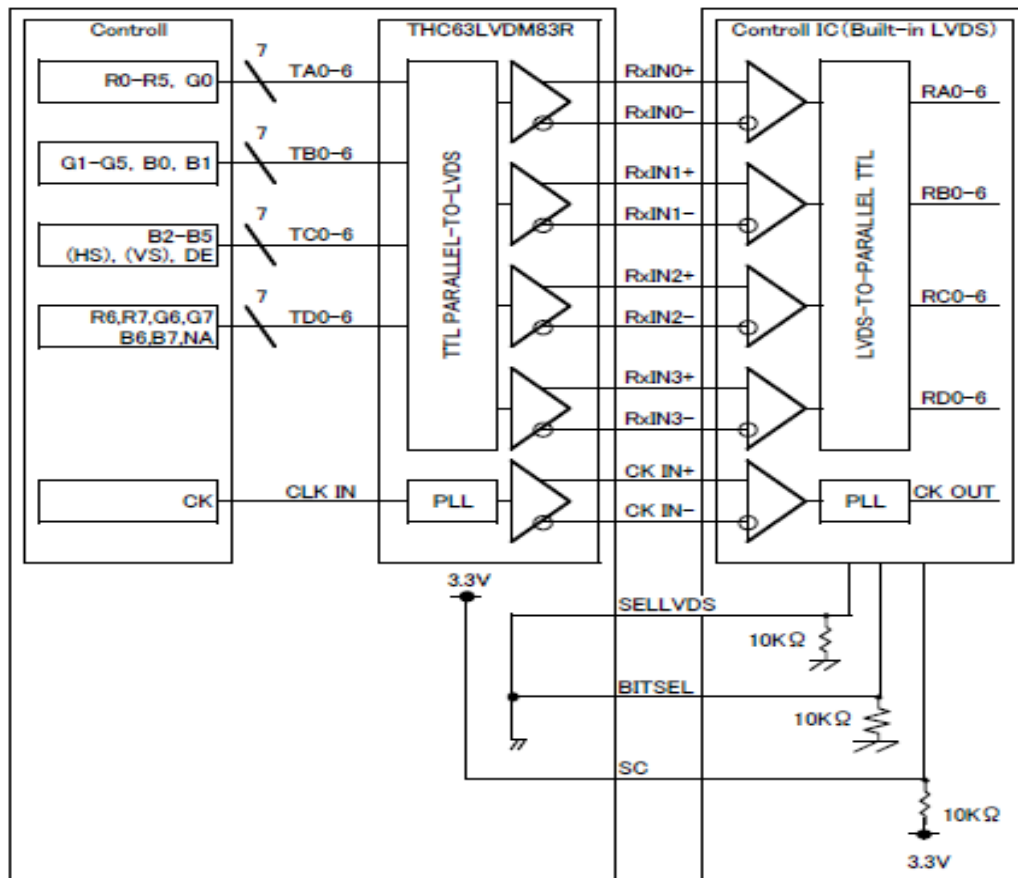 Controll
THC63LVDM83R
Controll IC(Built-in LVDS)
R0-R5, G0
7
TA0-6
RxIN0+
RxIN0-
RA0-6
G1-G5, B0, B1
7
TB0-6
RxIN1+
RxIN1-
RB0-6
B2-B5
(HS), (VS), DE
7
TC0-6
RxIN2+
RxIN2-
RC0-6
R6,R7,G6,G7
B6,B7,NA
7
TD0-6
RxIN3+
RxIN3-
RD0-6
TTL PARALLEL-TO-LVDS
LVDS-TO-PARALLEL TTL
CK
CLK IN
PLL
CK IN+
CK IN-
PLL
CK OUT
3.3V
SELLVDS
10KΩ
BITSEL
10KΩ
SC
10KΩ
3.3V